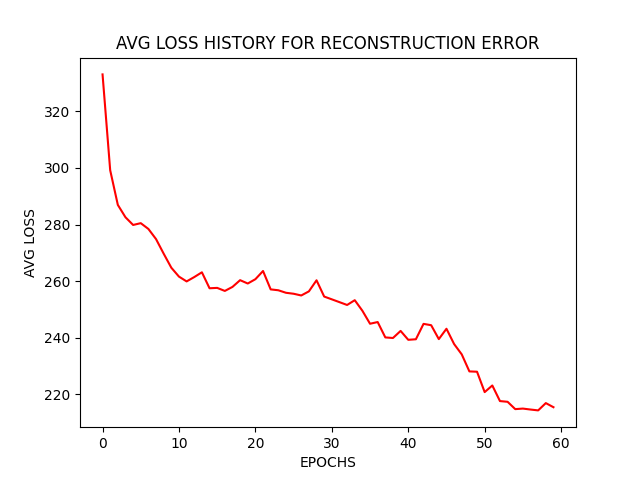 AVG LOSS HISTORY FOR RECONSTRUCTION ERROR
AVG LOSS
320
300
280
260
240
220
0 10 20 30 40 50 60
EPOCHS